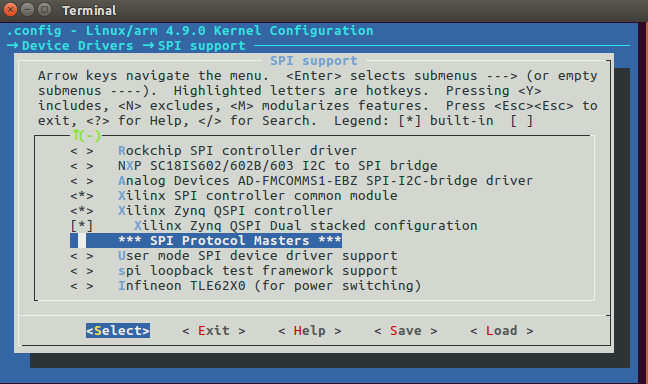 Terminal
.config - Linux/arm 4.9.0 Kernel Configuration
→ Device Drivers → SPI support
SPI support
Arrow keys navigate the menu.  <Enter> selects submenus ---> (or empty
submenus ----).  Highlighted letters are hotkeys.  Pressing <Y>
includes, <N> excludes, <M> modularizes features.  Press <Esc><Esc> to
exit, <?> for Help, </> for Search.  Legend: [*] built-in  [ ]
↑(-)
< >   Rockchip SPI controller driver
< >   NXP SC18IS602/602B/603 I2C to SPI bridge
< >   Analog Devices AD-FMCOMMS1-EBZ SPI-I2C-bridge driver
<*>   Xilinx SPI controller common module
<*>   Xilinx Zynq QSPI controller
[*]     Xilinx Zynq QSPI Dual stacked configuration
*** SPI Protocol Masters ***
< >   User mode SPI device driver support
< >   spi loopback test framework support
< >   Infineon TLE62X0 (for power switching)
<Select>    < Exit >    < Help >    < Save >    < Load >